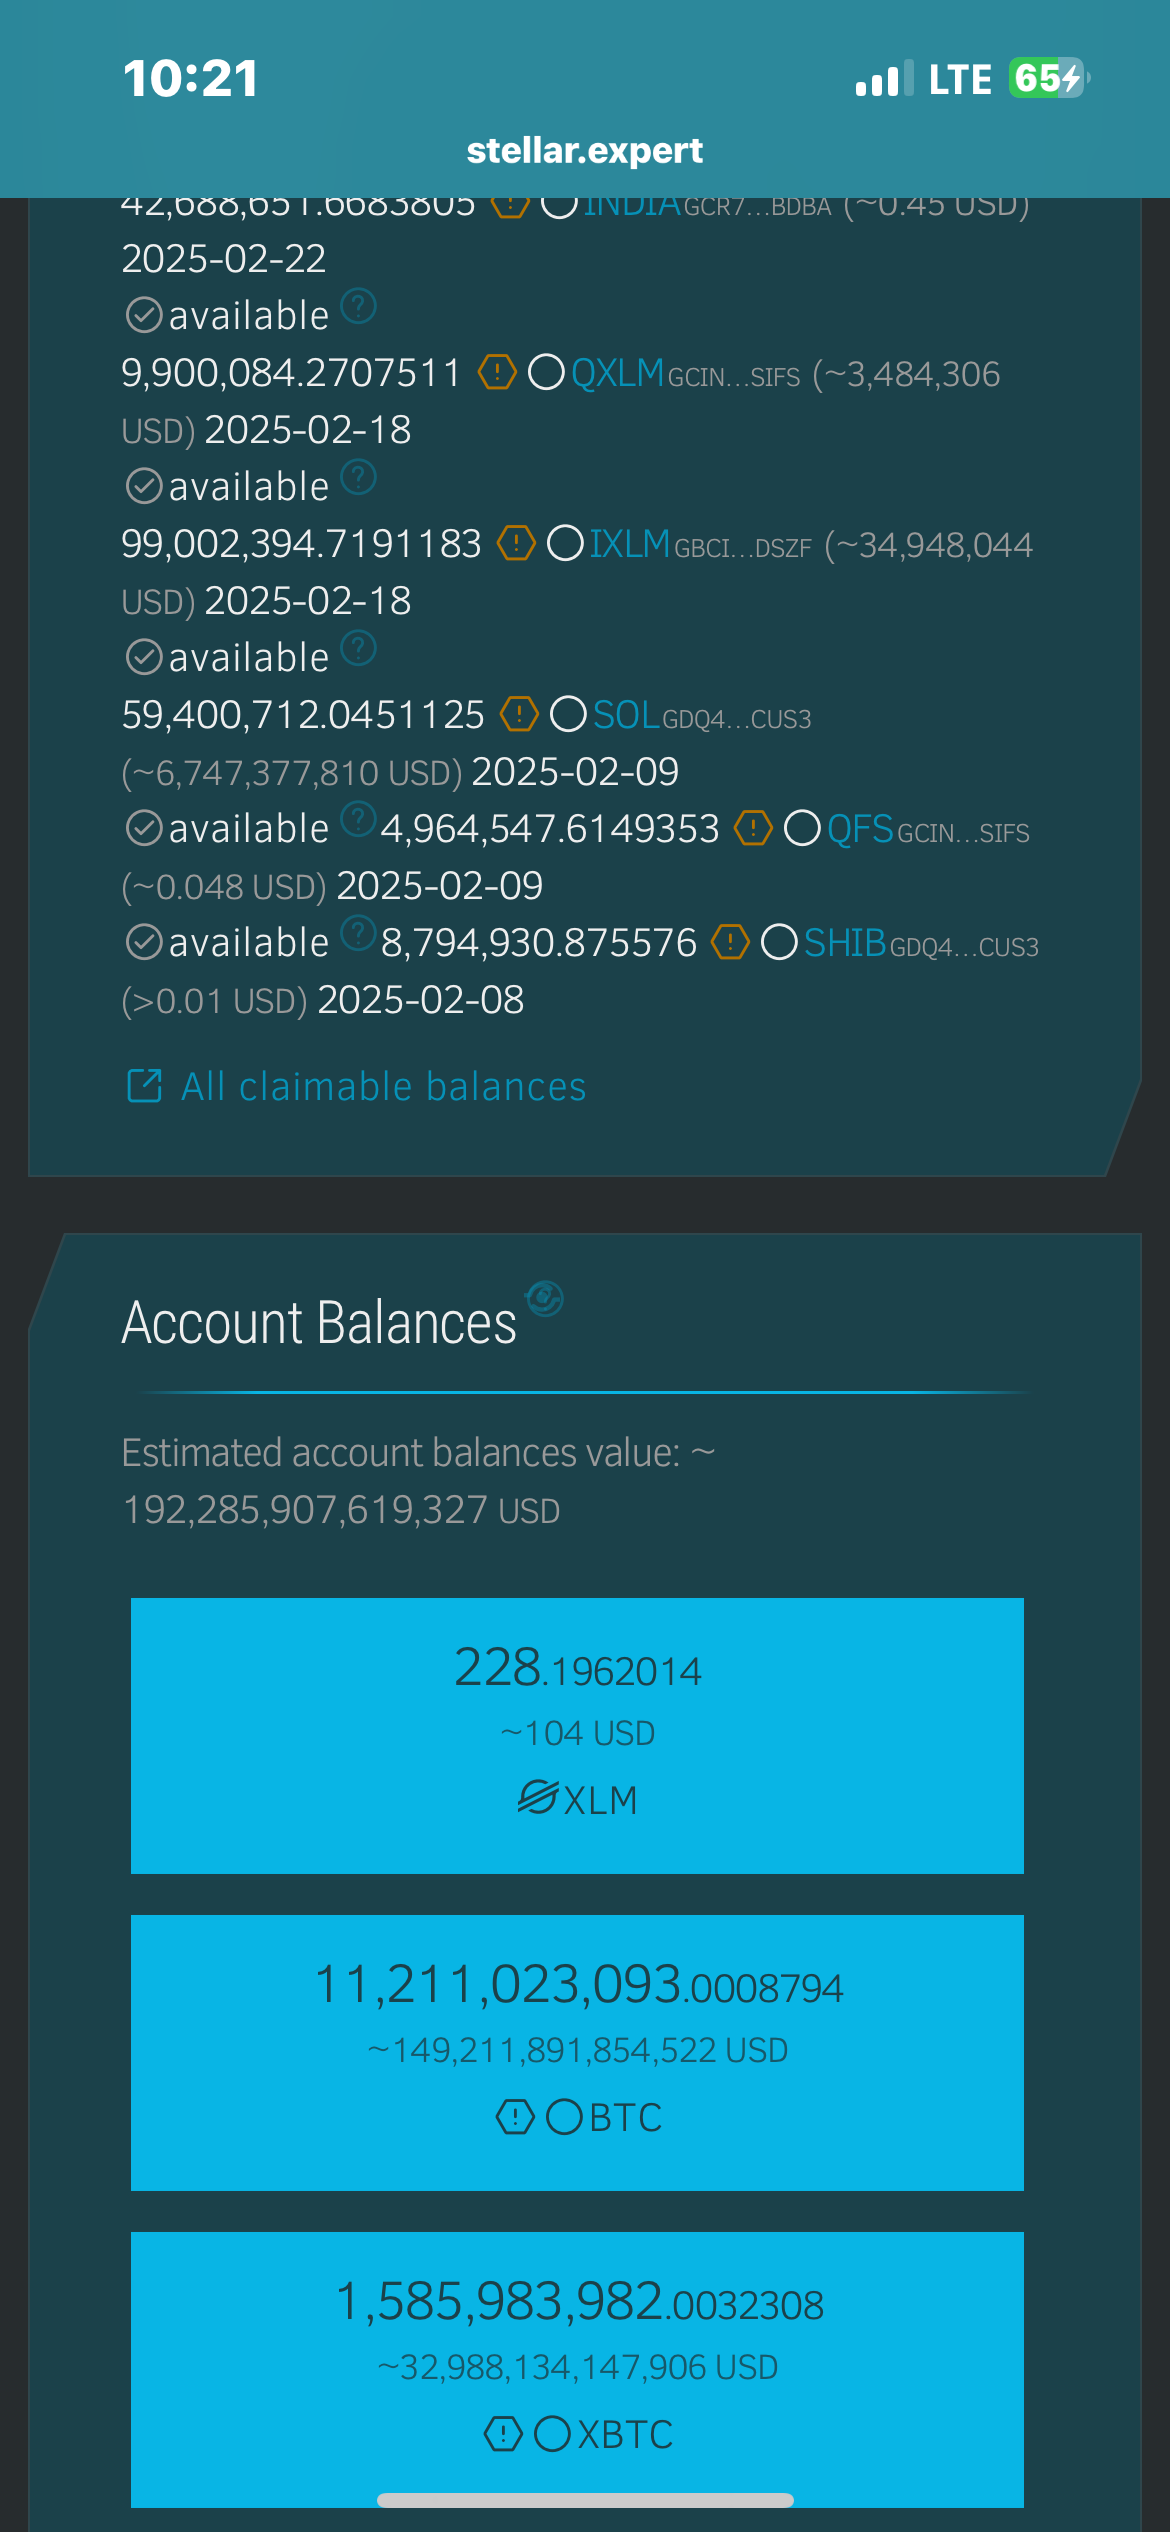 10:21 LTE 65
stellar.expert
42,688,651.6683805 INDIA GCR7…BDBA (~0.45 USD)
2025-02-22
available ?
9,900,084.2707511 ! QXLM GCIN…SIFS (~3,484,306
USD) 2025-02-18
available ?
99,002,394.7191183 ! IXLM GBCI…DSZF (~34,948,044
USD) 2025-02-18
available ?
59,400,712.0451125 ! SOL GDQ4…CUS3
(~6,747,377,810 USD) 2025-02-09
available ? 4,964,547.6149353 ! QFS GCIN…SIFS
(~0.048 USD) 2025-02-09
available ? 8,794,930.875576 ! SHIB GDQ4…CUS3
(>0.01 USD) 2025-02-08
All claimable balances
Account Balances
Estimated account balances value: ~
192,285,907,619,327 USD
228.1962014
~104 USD
XLM
11,211,023,093.0008794
~149,211,891,854,522 USD
! BTC
1,585,983,982.0032308
~32,988,134,147,906 USD
! XBTC